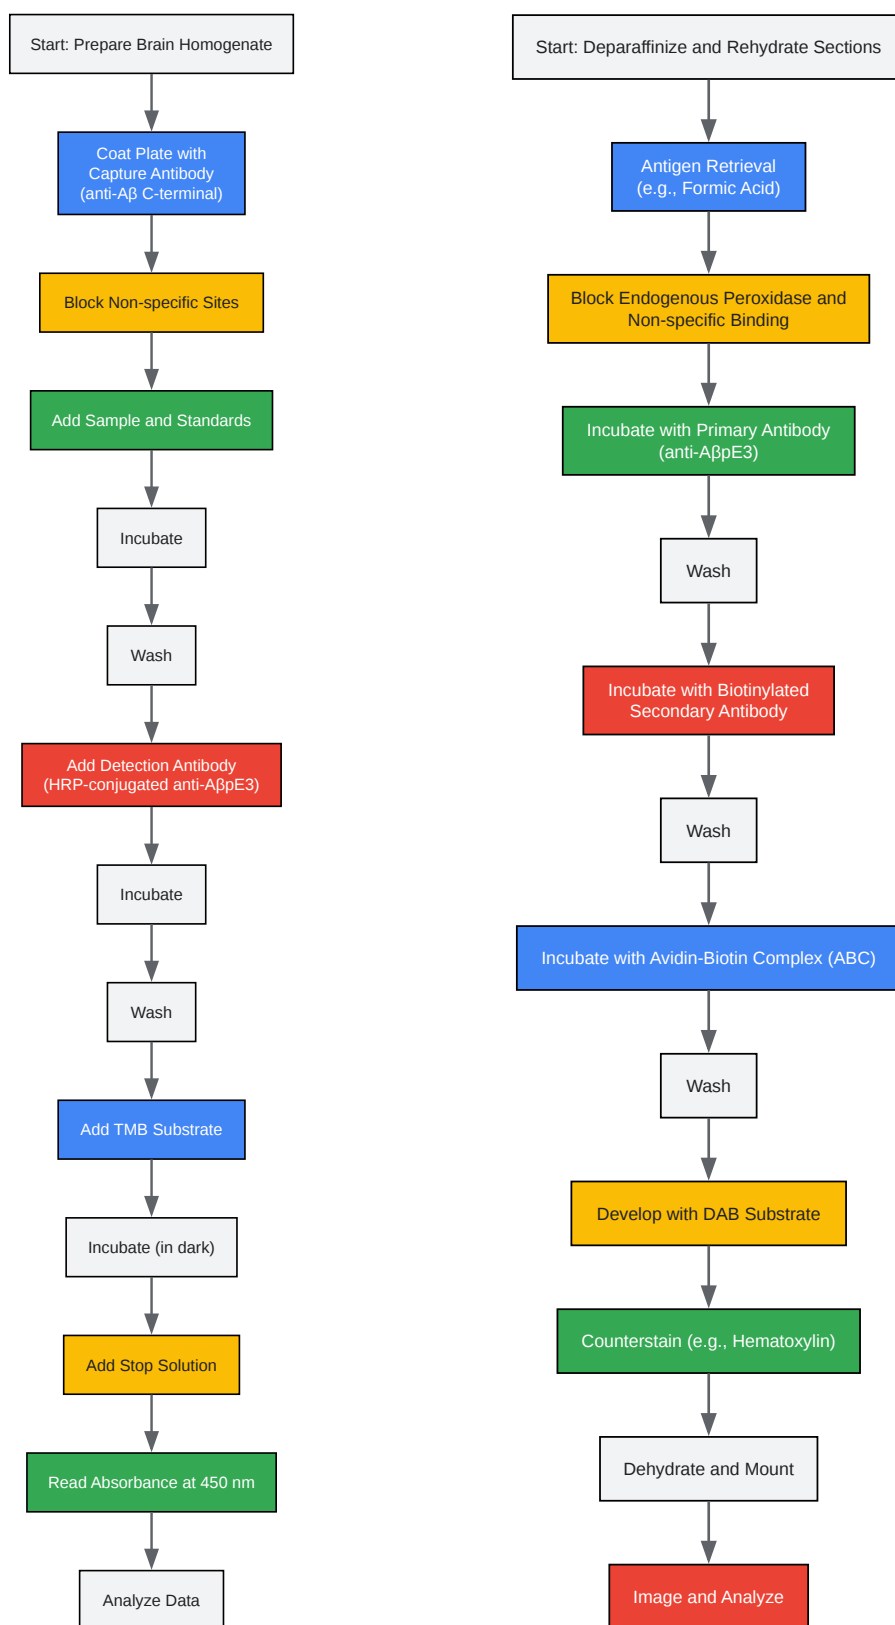 Start: Prepare Brain Homogenate
Coat Plate with
Capture Antibody
(anti-Aβ C-terminal)
Block Non-specific Sites
Add Sample and Standards
Incubate
Wash
Add Detection Antibody
(HRP-conjugated anti-AβpE3)
Incubate
Wash
Add TMB Substrate
Incubate (in dark)
Add Stop Solution
Read Absorbance at 450 nm
Analyze Data
Start: Deparaffinize and Rehydrate Sections
Antigen Retrieval
(e.g., Formic Acid)
Block Endogenous Peroxidase and
Non-specific Binding
Incubate with Primary Antibody
(anti-AβpE3)
Wash
Incubate with Biotinylated
Secondary Antibody
Wash
Incubate with Avidin-Biotin Complex (ABC)
Wash
Develop with DAB Substrate
Counterstain (e.g., Hematoxylin)
Dehydrate and Mount
Image and Analyze